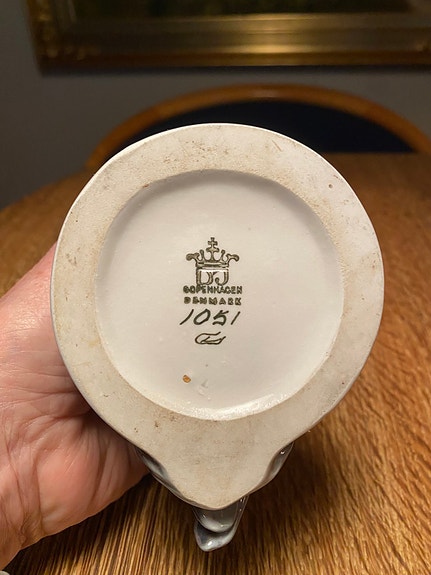 DJ
COPENHAGEN
DENMARK
1051